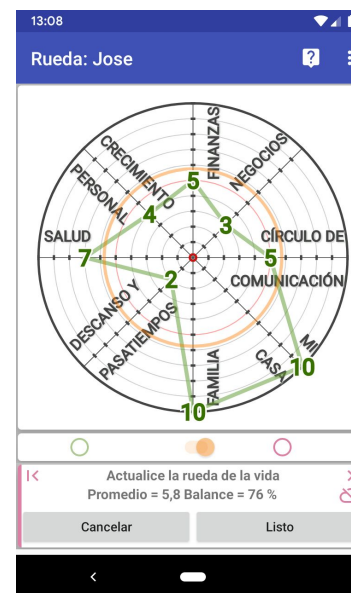 13:08
Rueda: Jose
?
FINANZAS
5
NEGOCIOS
3
CÍRCULO DE
COMUNICACIÓN
5
MI
CASA
10
FAMILIA
10
DESCANSO Y
PASATIEMPOS
2
SALUD
7
CRECIMIENTO
PERSONAL
4
Actualice la rueda de la vida
Promedio = 5,8 Balance = 76 %
Cancelar
Listo